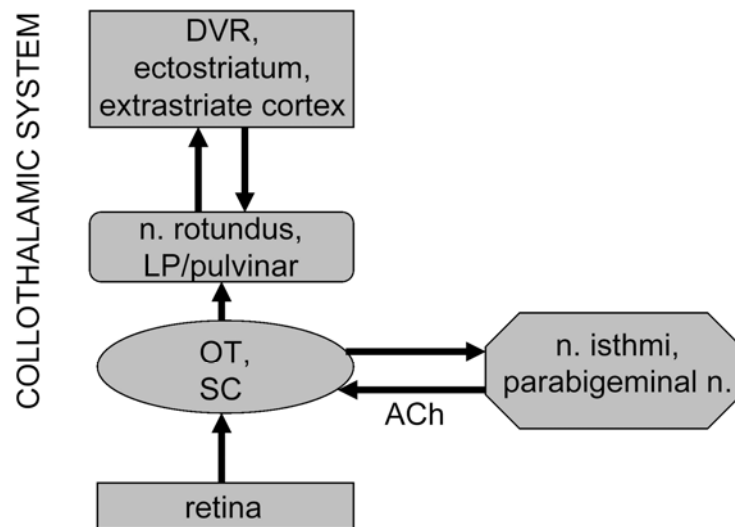 COLLOTHALAMIC SYSTEM
DVR,
ectostriatum,
extrastriate cortex
n. rotundus,
LP/pulvinar
OT,
SC
n. isthmi,
parabigeminal n.
ACh
retina